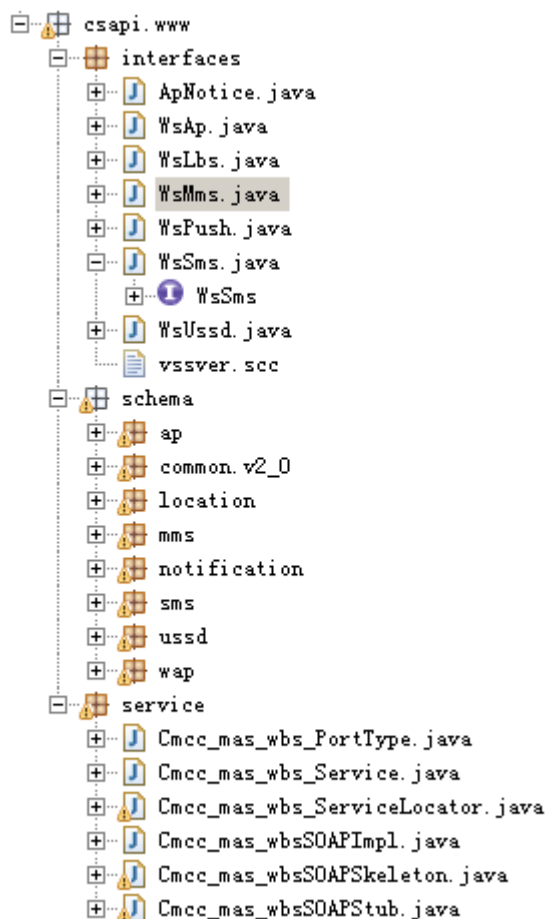 csapi.www
interfaces
ApNotice.java
WsAp.java
WsLbs.java
WsMms.java
WsPush.java
WsSms.java
WsSms
WsUssd.java
vssver.scc
schema
ap
common.v2_0
location
mms
notification
sms
ussd
wap
service
Cmcc_mas_wbs_PortType.java
Cmcc_mas_wbs_Service.java
Cmcc_mas_wbs_ServiceLocator.java
Cmcc_mas_wbsSOAPImpl.java
Cmcc_mas_wbsSOAPSkeleton.java
Cmcc_mas_wbsSOAPStub.java